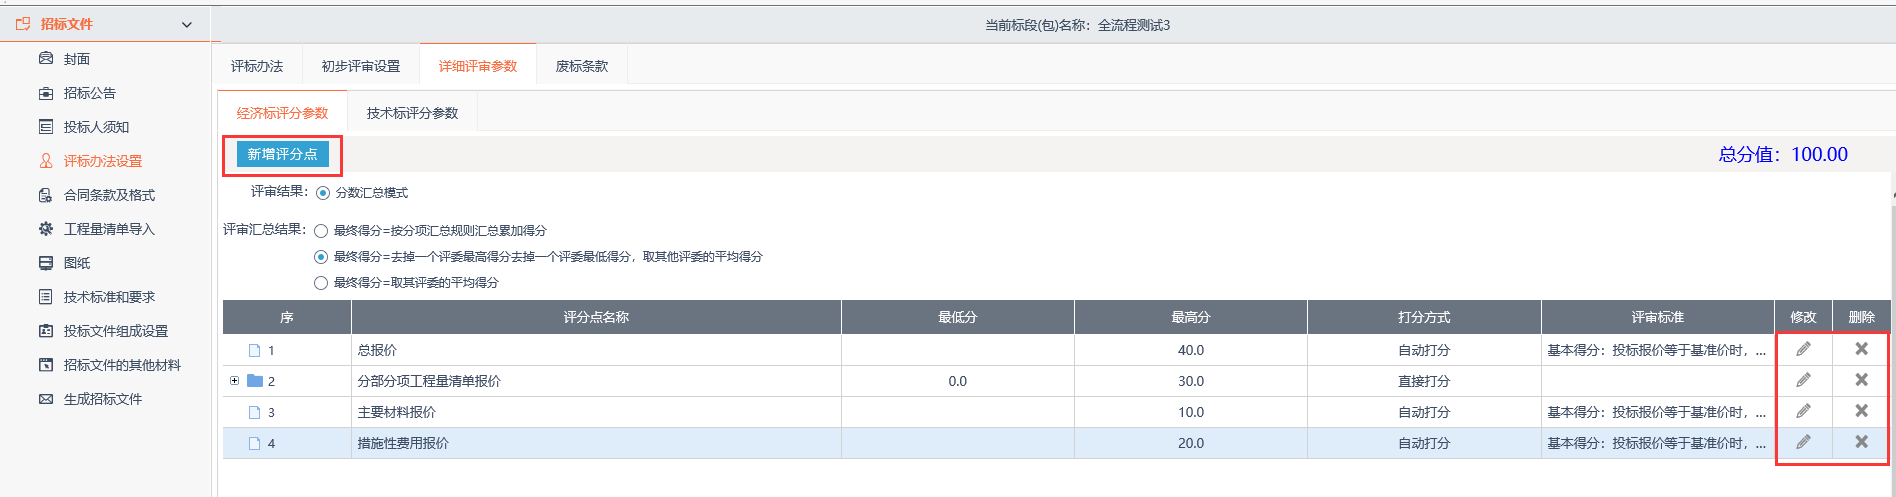 招标文件
当前标段(包)名称：全流程测试3
封面
招标公告
投标人须知
评标办法设置
合同条款及格式
工程量清单导入
图纸
技术标准和要求
投标文件组成设置
招标文件的其他材料
生成招标文件
评标办法 初步评审设置 详细评审参数 废标条款
经济标评分参数 技术标评分参数
新增评分点 总分值：100.00
评审结果： 分数汇总模式
评审汇总结果： 最终得分=按分项汇总规则汇总累加得分
最终得分=去掉一个评委最高得分去掉一个评委最低得分，取其他评委的平均得分
最终得分=取其评委的平均得分
序 评分点名称 最低分 最高分 打分方式 评审标准 修改 删除
1 总报价 40.0 自动打分 基本得分：投标报价等于基准价时，...
2 分部分项工程量清单报价 0.0 30.0 直接打分
3 主要材料报价 10.0 自动打分 基本得分：投标报价等于基准价时，...
4 措施性费用报价 20.0 自动打分 基本得分：投标报价等于基准价时，...